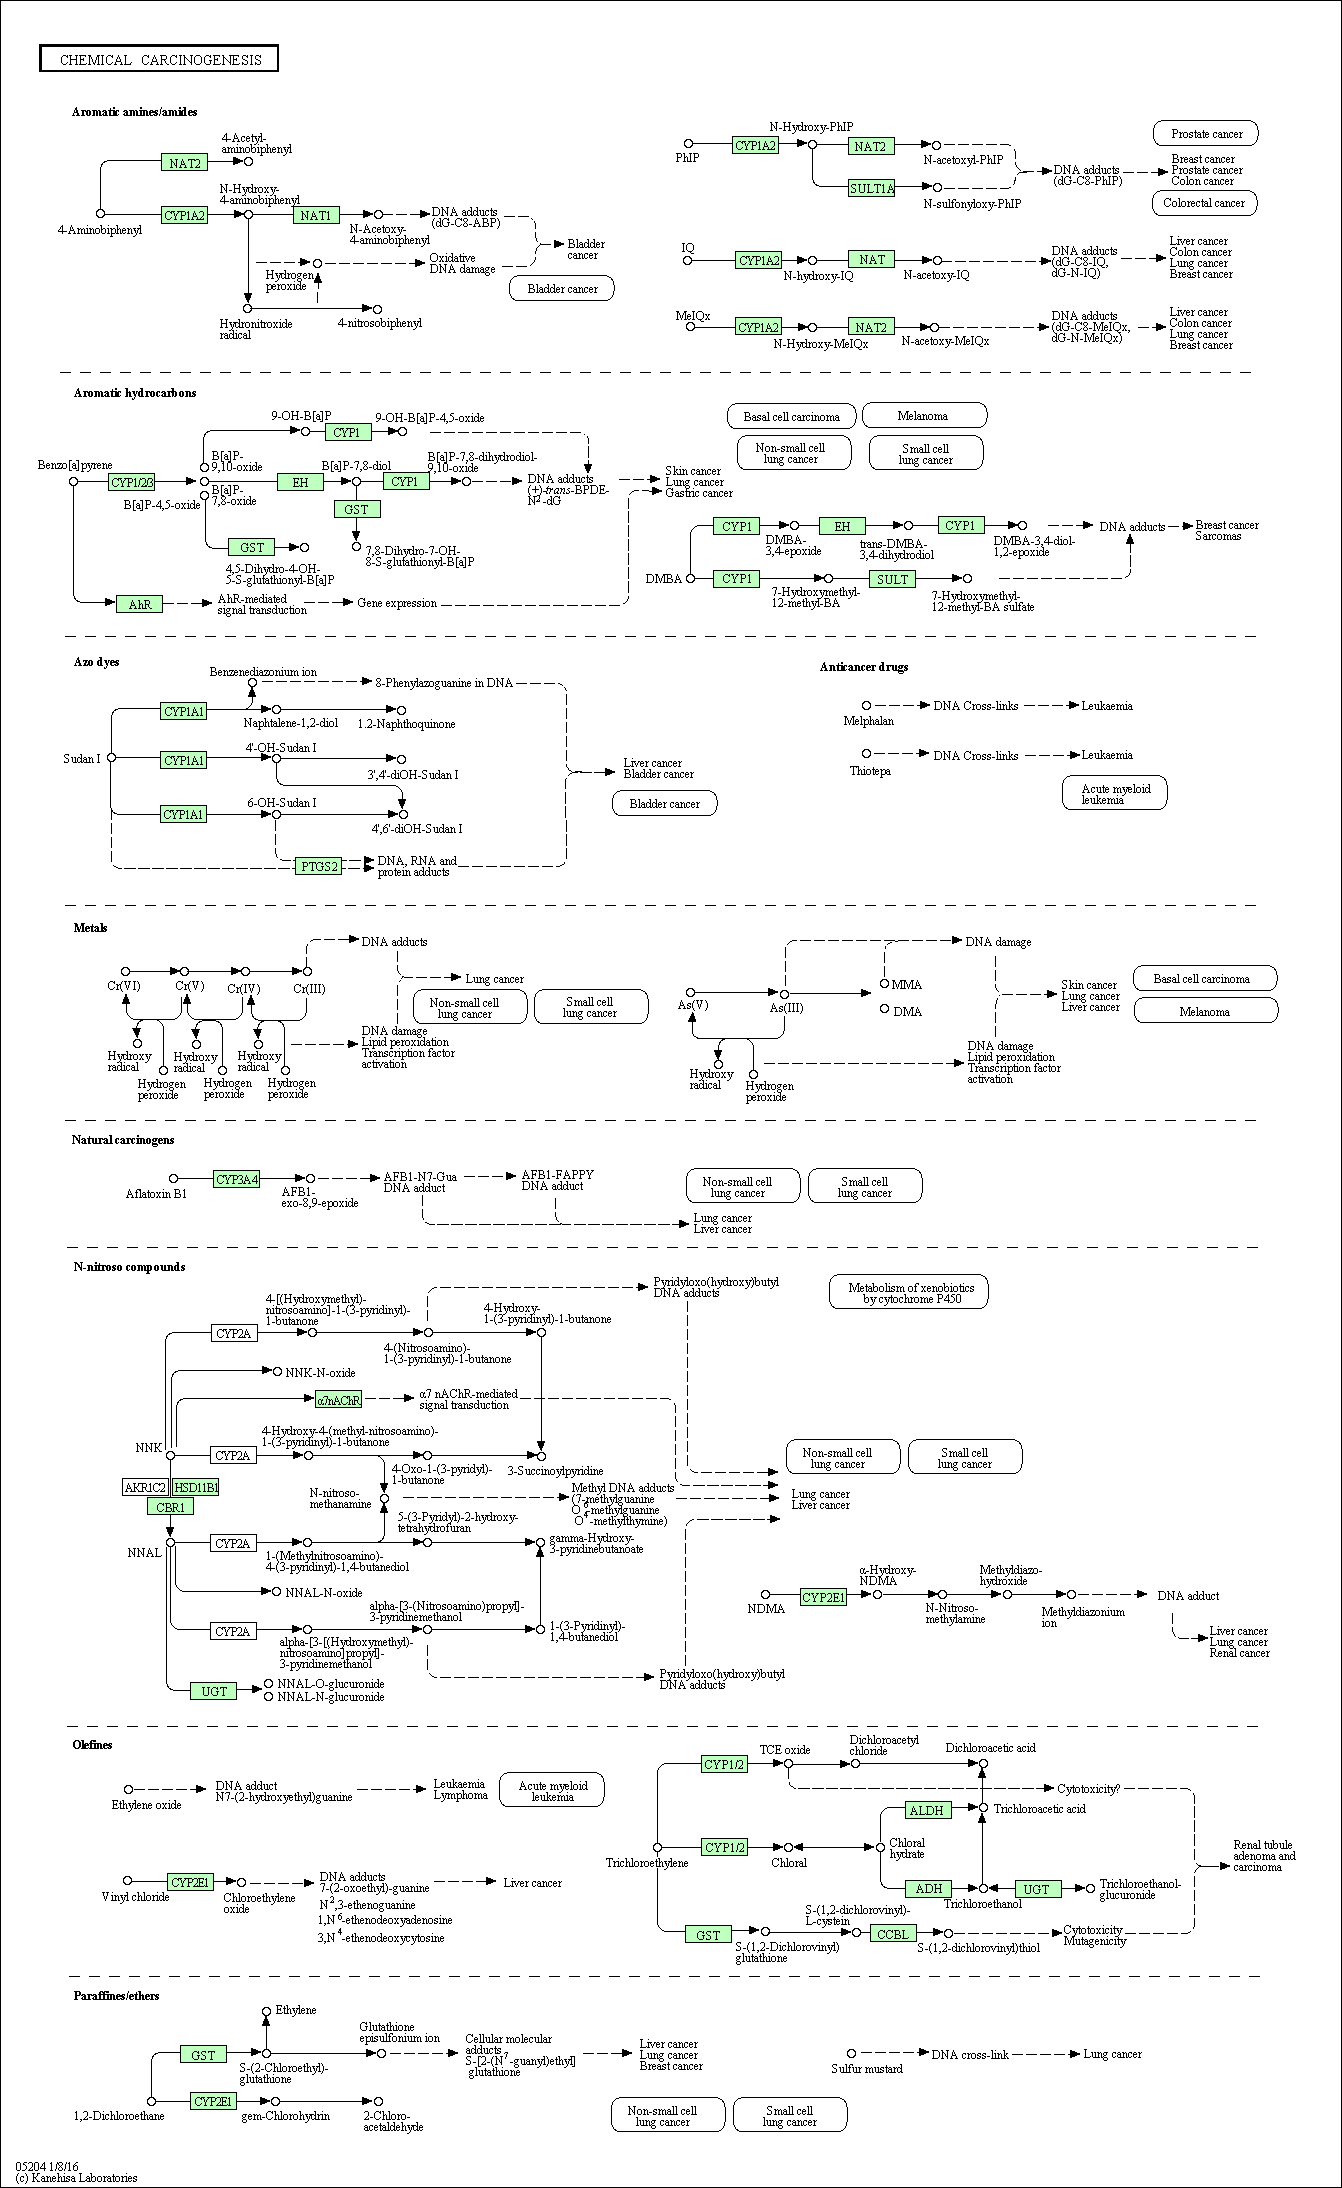 CHEMICAL CARCINOGENESIS
Aromatic amines/amides
4-Acetyl-
aminobiphenyl
NAT2
N-Hydroxy-
4-aminobiphenyl
CYP1A2
NAT1
4-Aminobiphenyl
N-Acetoxy-
4-aminobiphenyl
DNA adducts
(dG-C8-ABP)
Bladder
cancer
Hydrogen
peroxide
Oxidative
DNA damage
Bladder cancer
Hydronitroxide
radical
4-nitrosobiphenyl
N-Hydroxy-PhIP
PhIP
CYP1A2
NAT2
N-acetoxyl-PhIP
SULT1A
N-sulfonyloxy-PhIP
DNA adducts
(dG-C8-PhIP)
Prostate cancer
Breast cancer
Prostate cancer
Colon cancer
Colorectal cancer
IQ
CYP1A2
N-hydroxy-IQ
NAT
N-acetoxy-IQ
DNA adducts
(dG-C8-IQ,
dG-N-IQ)
Liver cancer
Colon cancer
Lung cancer
Breast cancer
MeIQx
CYP1A2
N-Hydroxy-MeIQx
NAT2
N-acetoxy-MeIQx
DNA adducts
(dG-C8-MeIQx,
dG-N-MeIQx)
Liver cancer
Colon cancer
Lung cancer
Breast cancer
Aromatic hydrocarbons
9-OH-B[a]P
9-OH-B[a]P-4,5-oxide
CYP1
Benzo[a]pyrene
B[a]P-
9,10-oxide
B[a]P-7,8-diol
B[a]P-7,8-dihydrodiol-
9,10-oxide
CYP1/2/3
EH
CYP1
B[a]P-4,5-oxide
B[a]P-
7,8-oxide
GST
DNA adducts
(+)-trans-BPDE-
N2-dG
Skin cancer
Lung cancer
Gastric cancer
GST
7,8-Dihydro-7-OH-
8-S-glutathionyl-B[a]P
4,5-Dihydro-4-OH-
5-S-glufathionyl-B[a]P
AhR
AhR-mediated
signal transduction
Gene expression
Basal cell carcinoma
Melanoma
Non-small cell
lung cancer
Small cell
lung cancer
CYP1
DMBA-
3,4-epoxide
EH
trans-DMBA-
3,4-dihydrodiol
CYP1
DMBA-3,4-diol-
1,2-epoxide
DNA adducts
Breast cancer
Sarcomas
DMBA
CYP1
7-Hydroxymethyl-
12-methyl-BA
SULT
7-Hydroxymethyl-
12-methyl-BA sulfate
Azo dyes
Benzenediazonium ion
8-Phenylazoguanine in DNA
CYP1A1
Naphtalene-1,2-diol
1.2-Naphthoquinone
Sudan I
4'-OH-Sudan I
CYP1A1
3',4'-diOH-Sudan I
6-OH-Sudan I
CYP1A1
4',6'-diOH-Sudan I
PTGS2
DNA, RNA and
protein adducts
Liver cancer
Bladder cancer
Bladder cancer
Anticancer drugs
Melphalan
DNA Cross-links
Leukaemia
Thiotepa
DNA Cross-links
Leukaemia
Acute myeloid
leukemia
Metals
DNA adducts
Cr(VI)
Cr(V)
Cr(IV)
Cr(III)
Lung cancer
Non-small cell
lung cancer
Small cell
lung cancer
Hydroxy
radical
Hydroxy
radical
Hydroxy
radical
Hydrogen
peroxide
Hydrogen
peroxide
Hydrogen
peroxide
DNA damage
Lipid peroxidation
Transcription factor
activation
DNA damage
As(V)
As(III)
MMA
DMA
Skin cancer
Lung cancer
Liver cancer
Basal cell carcinoma
Melanoma
Hydroxy
radical
Hydrogen
peroxide
DNA damage
Lipid peroxidation
Transcription factor
activation
Natural carcinogens
Aflatoxin B1
CYP3A4
AFB1-
exo-8,9-epoxide
AFB1-N7-Gua
DNA adduct
AFB1-FAPPY
DNA adduct
Non-small cell
lung cancer
Small cell
lung cancer
Lung cancer
Liver cancer
N-nitroso compounds
4-[(Hydroxymethyl)-
nitrosoamino]-1-(3-pyridinyl)-
1-butanone
CYP2A
4-(Nitrosoamino)-
1-(3-pyridinyl)-1-butanone
4-Hydroxy-
1-(3-pyridinyl)-1-butanone
Pyridyloxo(hydroxy)butyl
DNA adducts
Metabolism of xenobiotics
by cytochrome P450
NNK-N-oxide
α7nAChR
α7 nAChR-mediated
signal transduction
NNK
4-Hydroxy-4-(methyl-nitrosoamino)-
1-(3-pyridinyl)-1-butanone
CYP2A
4-Oxo-1-(3-pyridyl)-
1-butanone
3-Succinoylpyridine
AKR1C2
HSD11B1
CBR1
N-nitroso-
methanamine
Methyl DNA adducts
(7-methylguanine
O6-methylguanine
O4-methylthymine)
Non-small cell
lung cancer
Small cell
lung cancer
Lung cancer
Liver cancer
5-(3-Pyridyl)-2-hydroxy-
tetrahydrofuran
NNAL
CYP2A
1-(Methylnitrosoamino)-
4-(3-pyridinyl)-1,4-butanediol
gamma-Hydroxy-
3-pyridinebutanoate
NNAL-N-oxide
alpha-[3-(Nitrosoamino)propyl]-
3-pyridinemethanol
CYP2A
alpha-[3-[(Hydroxymethyl)-
nitrosoamino]propyl]-
3-pyridinemethanol
1-(3-Pyridinyl)-
1,4-butanediol
Pyridyloxo(hydroxy)butyl
DNA adducts
UGT
NNAL-O-glucuronide
NNAL-N-glucuronide
NDMA
CYP2E1
α-Hydroxy-
NDMA
N-Nitroso-
methylamine
Methyldiazo-
hydroxide
Methyldiazonium
ion
DNA adduct
Liver cancer
Lung cancer
Renal cancer
Olefines
Ethylene oxide
DNA adduct
N7-(2-hydroxyethyl)guanine
Leukaemia
Lymphoma
Acute myeloid
leukemia
Vinyl chloride
CYP2E1
Chloroethylene
oxide
DNA adducts
7-(2-oxoethyl)-guanine
N2,3-ethenoguanine
1,N6-ethenodeoxyadenosine
3,N4-ethenodeoxycytosine
Liver cancer
CYP1/2
TCE oxide
Dichloroacetyl
chloride
Dichloroacetic acid
Cytotoxicity?
ALDH
Trichloroacetic acid
Trichloroethylene
CYP1/2
Chloral
Chloral
hydrate
ADH
Trichloroethanol
UGT
Trichloroethanol-
glucuronide
Renal tubule
adenoma and
carcinoma
GST
S-(1,2-Dichlorovinyl)
glutathione
S-(1,2-dichlorovinyl)-
L-cystein
CCBL
S-(1,2-dichlorovinyl)thiol
Cytotoxicity
Mutagenicity
Paraffines/ethers
Ethylene
GST
S-(2-Chloroethyl)-
glutathione
Glutathione
episulfonium ion
Cellular molecular
adducts
S-[2-(N7-guanyl)ethyl]
glutathione
Liver cancer
Lung cancer
Breast cancer
1,2-Dichloroethane
CYP2E1
gem-Chlorohydrin
2-Chloro-
acetaldehyde
Non-small cell
lung cancer
Small cell
lung cancer
Sulfur mustard
DNA cross-link
Lung cancer
05204 1/8/16
(c) Kanehisa Laboratories